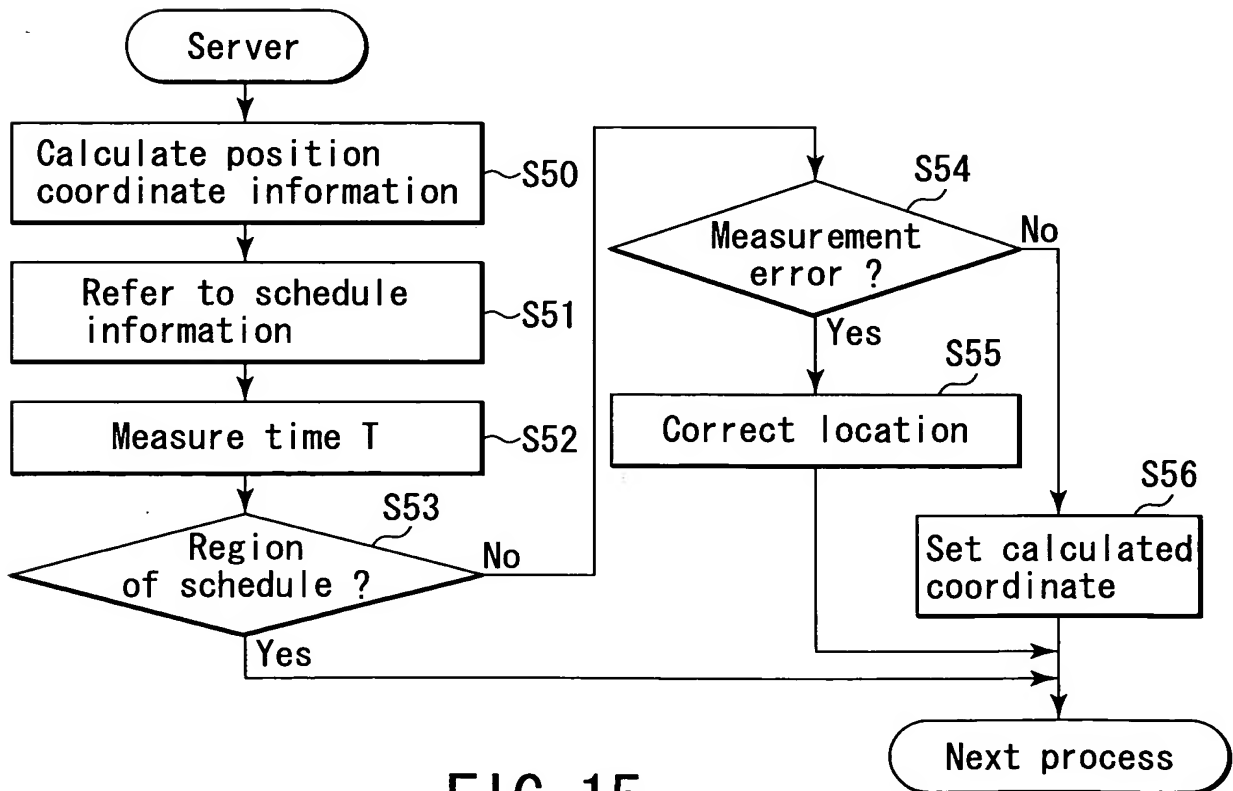 Server
Calculate position
coordinate information
S50
Refer to schedule
information
S51
Measure time T
S52
S53
Region
of schedule ?
No
Yes
S54
Measurement
error ?
No
Yes
S55
Correct location
S56
Set calculated
coordinate
Next process
FIG. 15